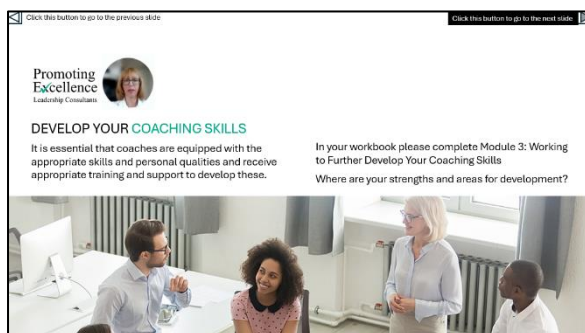 Click this button to go to the previous slide
Click this button to go to the next slide
Promoting
Excellence
Leadership Consultants
DEVELOP YOUR COACHING SKILLS
It is essential that coaches are equipped with the
appropriate skills and personal qualities and receive
appropriate training and support to develop these.
In your workbook please complete Module 3: Working
to Further Develop Your Coaching Skills
Where are your strengths and areas for development?